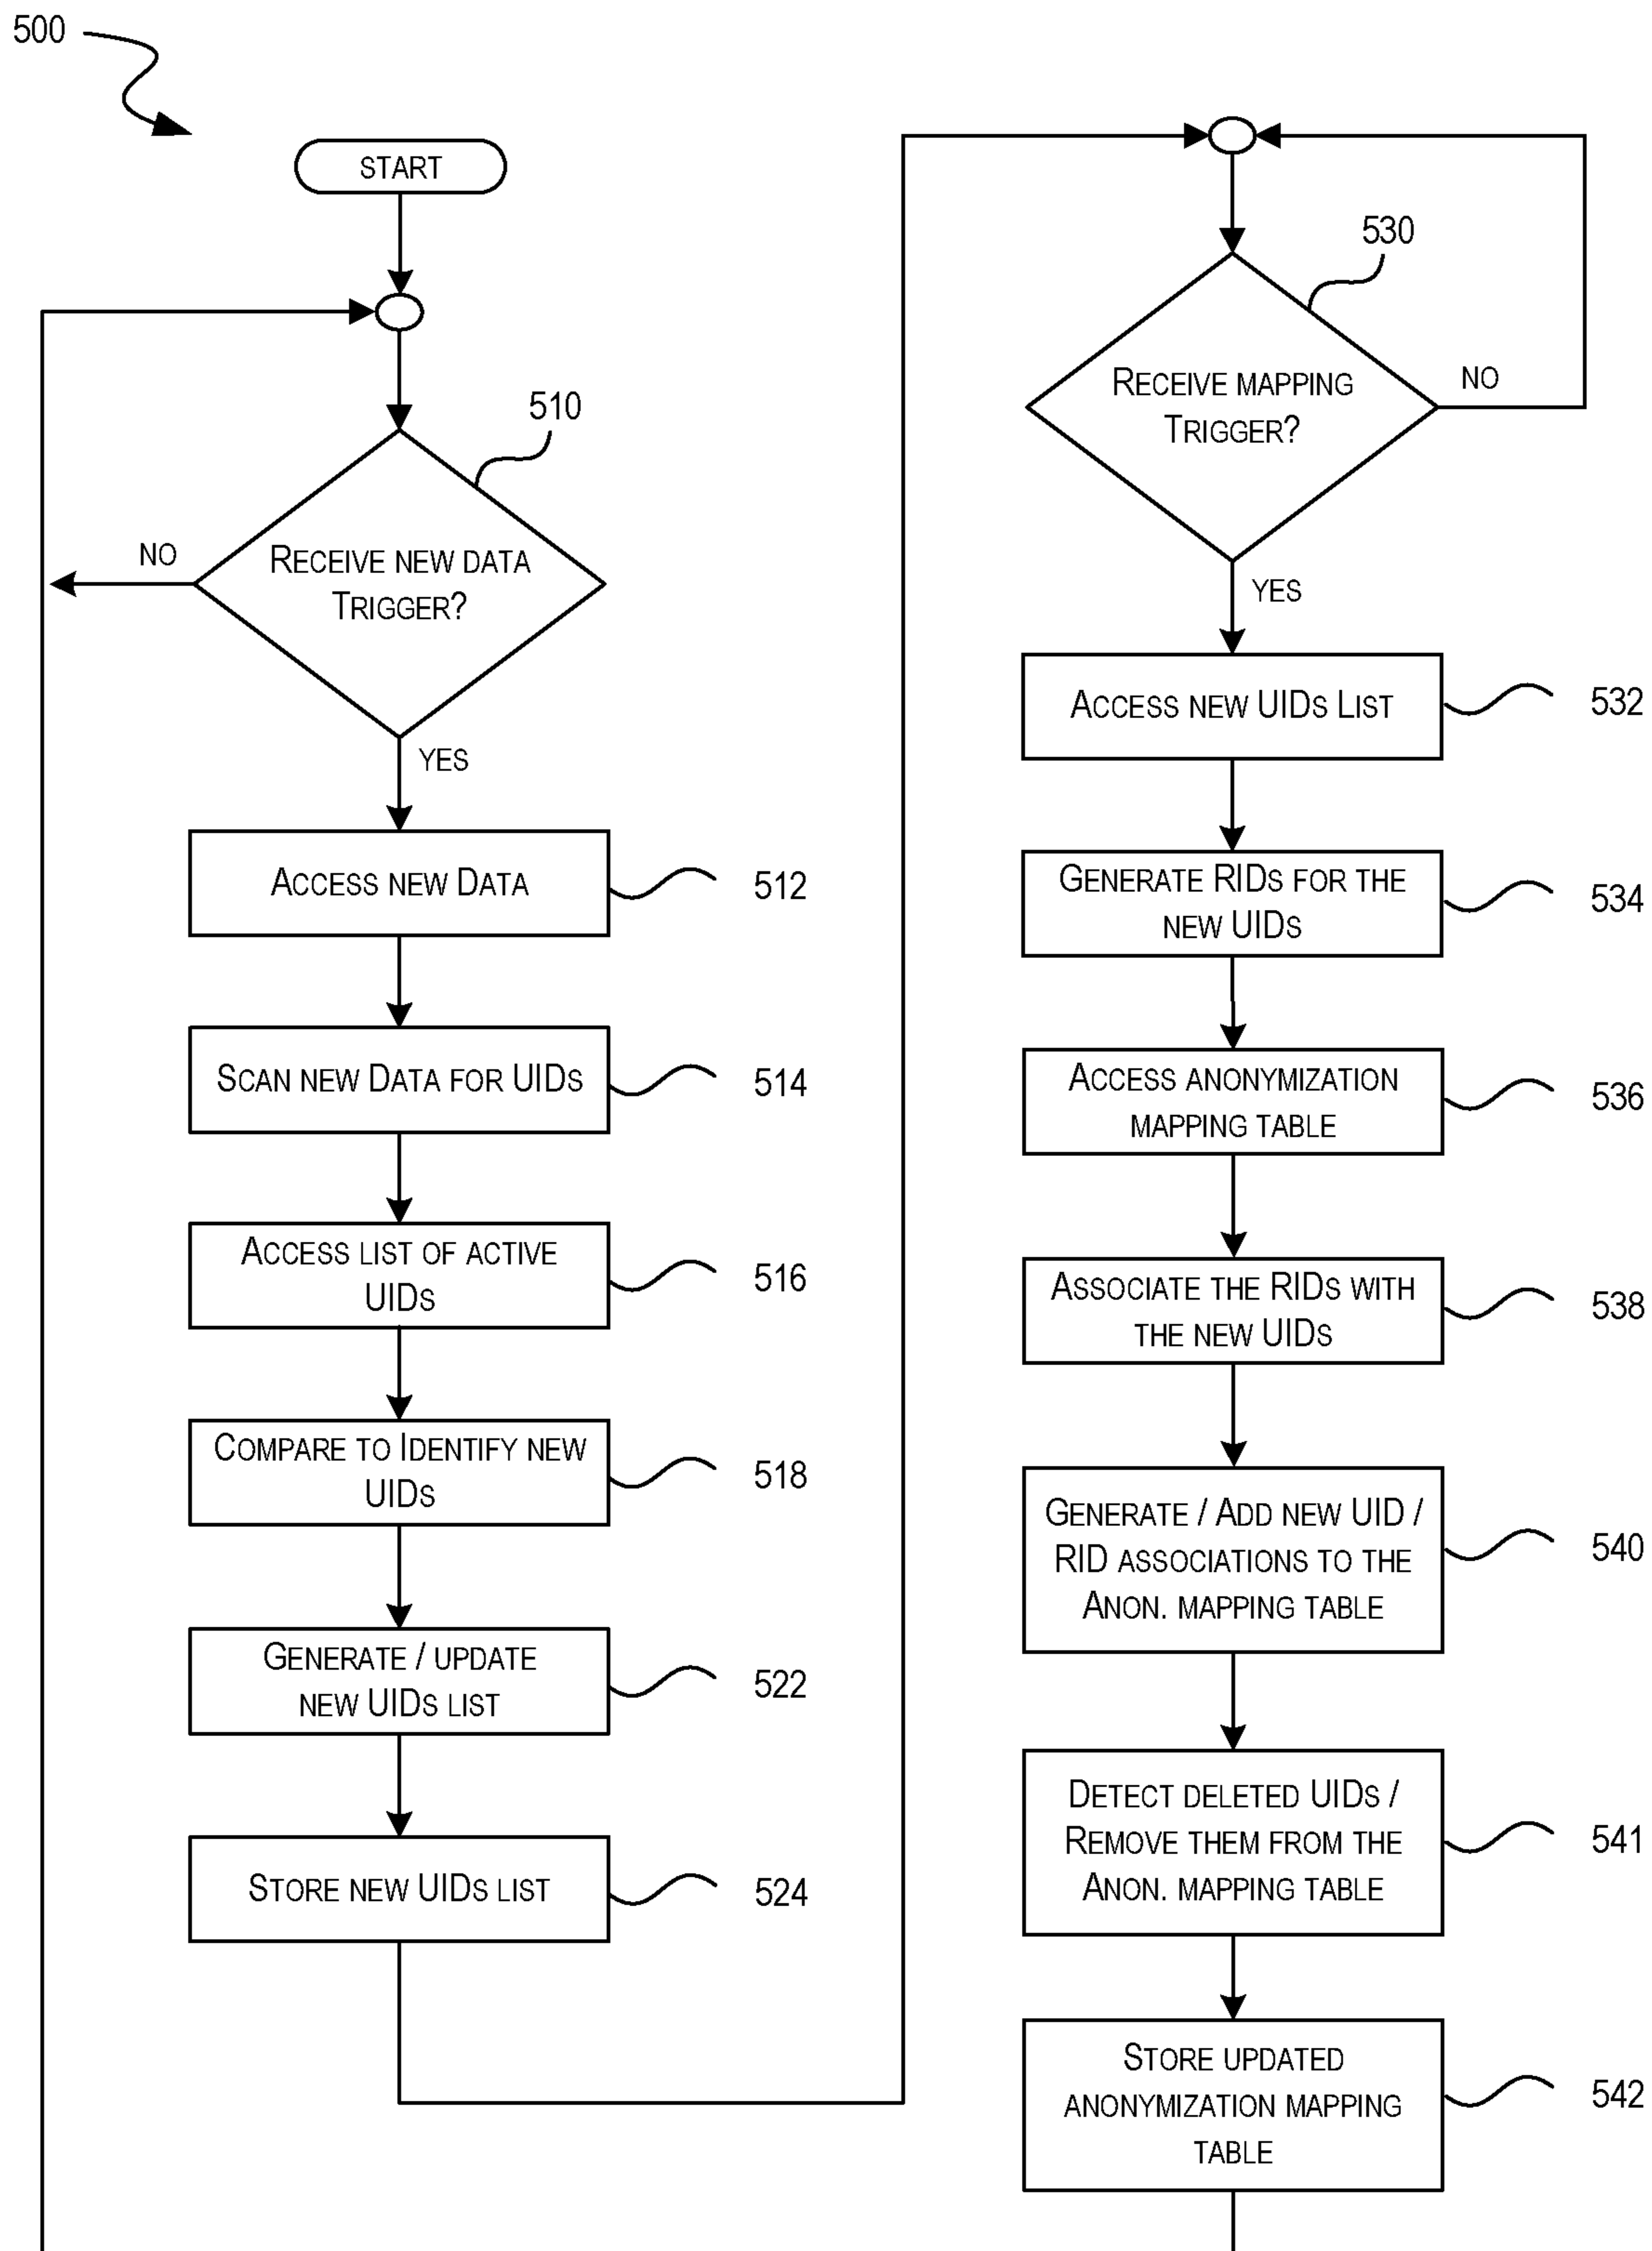 500
START
510
RECEIVE NEW DATA
TRIGGER?
NO
YES
ACCESS NEW DATA
512
SCAN NEW DATA FOR UIDS
514
ACCESS LIST OF ACTIVE
UIDS
516
COMPARE TO IDENTIFY NEW
UIDS
518
GENERATE / UPDATE
NEW UIDS LIST
522
STORE NEW UIDS LIST
524
530
RECEIVE MAPPING
TRIGGER?
NO
YES
ACCESS NEW UIDS LIST
532
GENERATE RIDS FOR THE
NEW UIDS
534
ACCESS ANONYMIZATION
MAPPING TABLE
536
ASSOCIATE THE RIDS WITH
THE NEW UIDS
538
GENERATE / ADD NEW UID /
RID ASSOCIATIONS TO THE
ANON. MAPPING TABLE
540
DETECT DELETED UIDS /
REMOVE THEM FROM THE
ANON. MAPPING TABLE
541
STORE UPDATED
ANONYMIZATION MAPPING
TABLE
542